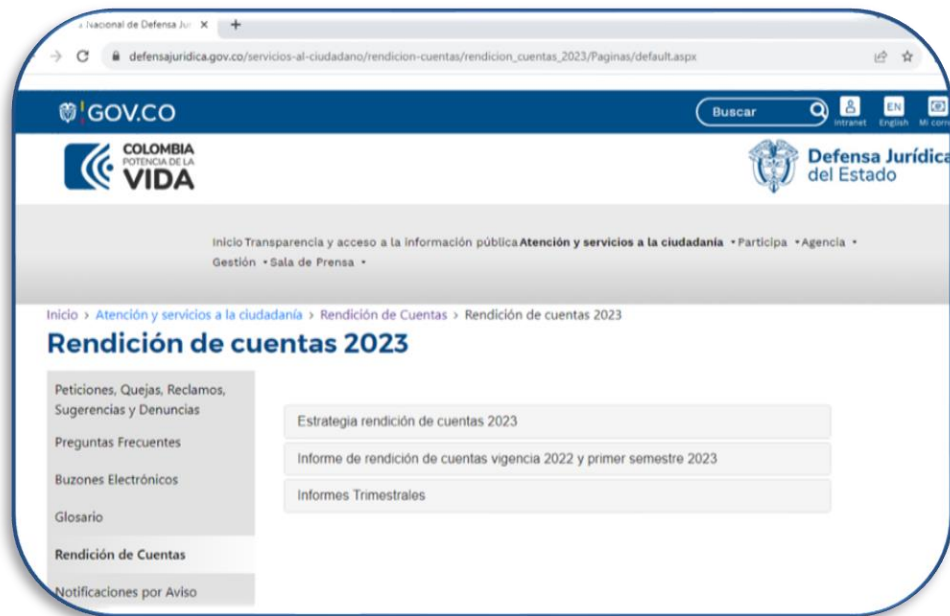 Nacional de Defensa Jur
defensajuridica.gov.co/servicios-al-ciudadano/rendicion-cuentas/rendicion_cuentas_2023/Paginas/default.aspx
GOV.CO
Buscar
Intranet
EN
English
Mi corre
COLOMBIA
POTENCIA DE LA
VIDA
Defensa Jurídica
del Estado
Inicio Transparencia y acceso a la información pública Atención y servicios a la ciudadanía • Participa • Agencia •
Gestión • Sala de Prensa •
Inicio > Atención y servicios a la ciudadanía > Rendición de Cuentas > Rendición de cuentas 2023
Rendición de cuentas 2023
Peticiones, Quejas, Reclamos,
Sugerencias y Denuncias
Preguntas Frecuentes
Buzones Electrónicos
Glosario
Rendición de Cuentas
Notificaciones por Aviso
Estrategia rendición de cuentas 2023
Informe de rendición de cuentas vigencia 2022 y primer semestre 2023
Informes Trimestrales